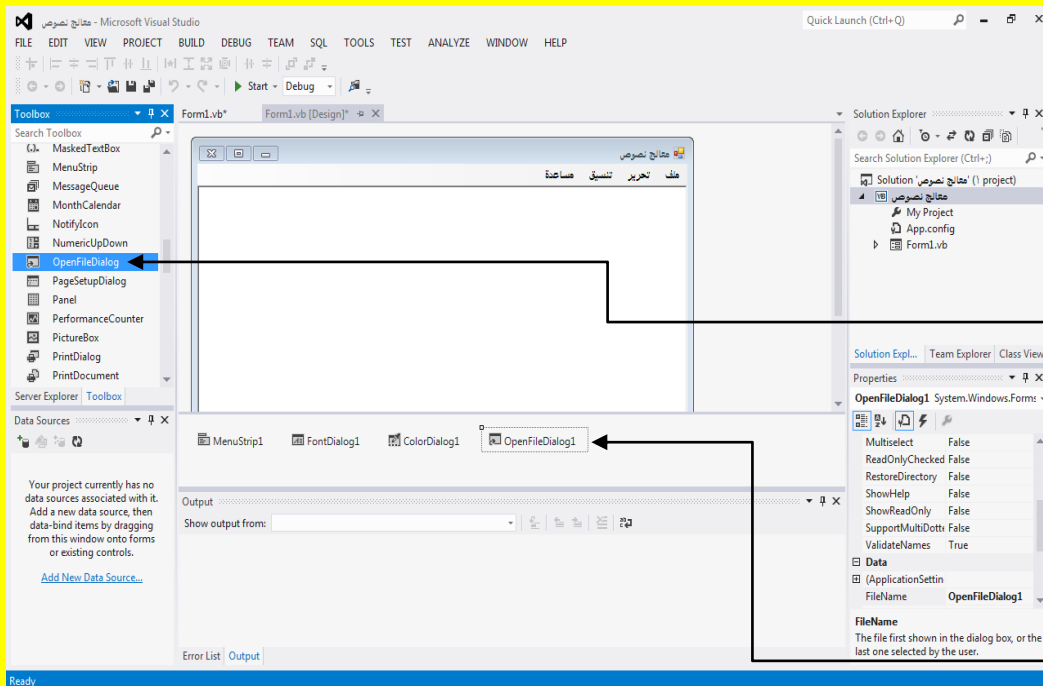 معالج نصوص - Microsoft Visual Studio
Quick Launch (Ctrl+Q)
FILE EDIT VIEW PROJECT BUILD DEBUG TEAM SQL TOOLS TEST ANALYZE WINDOW HELP
Start Debug
Toolbox
Search Toolbox
MaskedTextBox
MenuStrip
MessageQueue
MonthCalendar
NotifyIcon
NumericUpDown
OpenFileDialog
PageSetupDialog
Panel
PerformanceCounter
PictureBox
PrintDialog
PrintDocument
Server Explorer Toolbox
Data Sources
Your project currently has no
data sources associated with it.
Add a new data source, then
data-bind items by dragging
from this window onto forms
or existing controls.
Add New Data Source...
Form1.vb* Form1.vb [Design]*
معالج نصوص
ملف تحرير تنسيق مساعدة
MenuStrip1 FontDialog1 ColorDialog1 OpenFileDialog1
Output
Show output from:
Error List Output
Solution Explorer
Search Solution Explorer (Ctrl+;)
Solution 'معالج نصوص' (1 project)
معالج نصوص
My Project
App.config
Form1.vb
Solution Expl... Team Explorer Class View
Properties
OpenFileDialog1 System.Windows.Forms
Multiselect False
ReadOnlyChecked False
RestoreDirectory False
ShowHelp False
ShowReadOnly False
SupportMultiDotte False
ValidateNames True
Data
(ApplicationSettin
FileName OpenFileDialog1
FileName
The file first shown in the dialog box, or the
last one selected by the user.
Ready